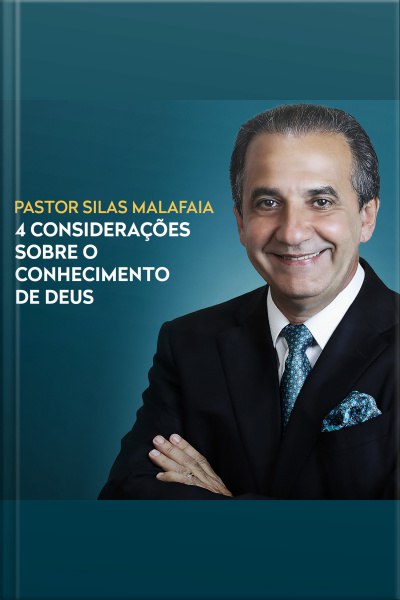 PASTOR SILAS MALAFAIA
4 CONSIDERAÇÕES
SOBRE O
CONHECIMENTO
DE DEUS